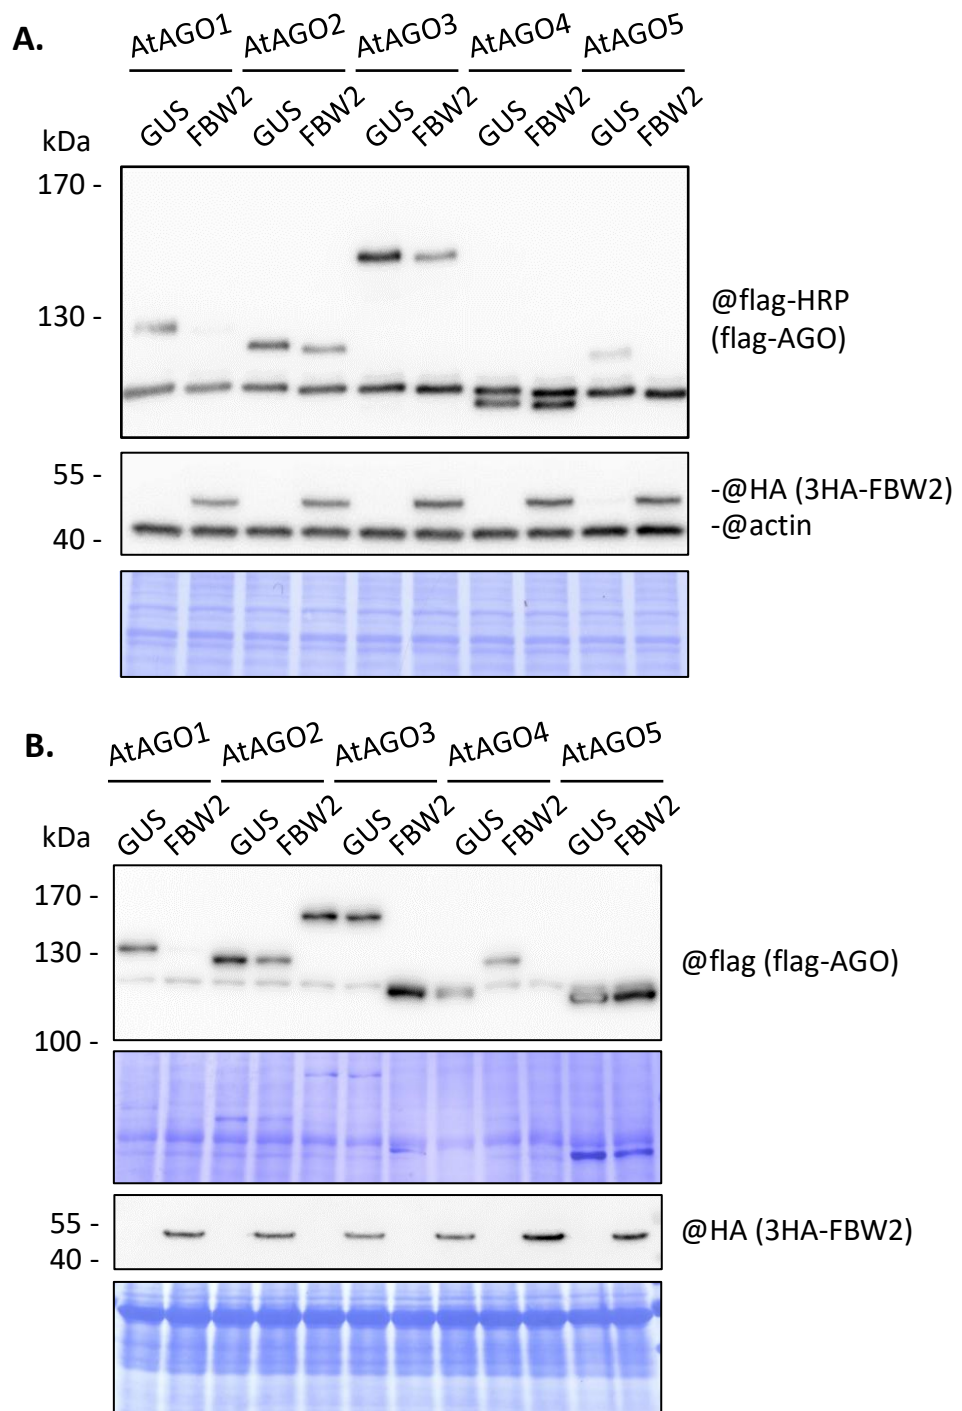 A.
AtAGO1 AtAGO2 AtAGO3 AtAGO4 AtAGO5
GUS FBW2 GUS FBW2 GUS FBW2 GUS FBW2 GUS FBW2
kDa
170 -
130 -
@flag-HRP
(flag-AGO)
55 -
-@HA (3HA-FBW2)
-@actin
40 -
B.
AtAGO1 AtAGO2 AtAGO3 AtAGO4 AtAGO5
GUS FBW2 GUS FBW2 GUS FBW2 GUS FBW2 GUS FBW2
kDa
170 -
130 -
@flag (flag-AGO)
100 -
55 -
@HA (3HA-FBW2)
40 -